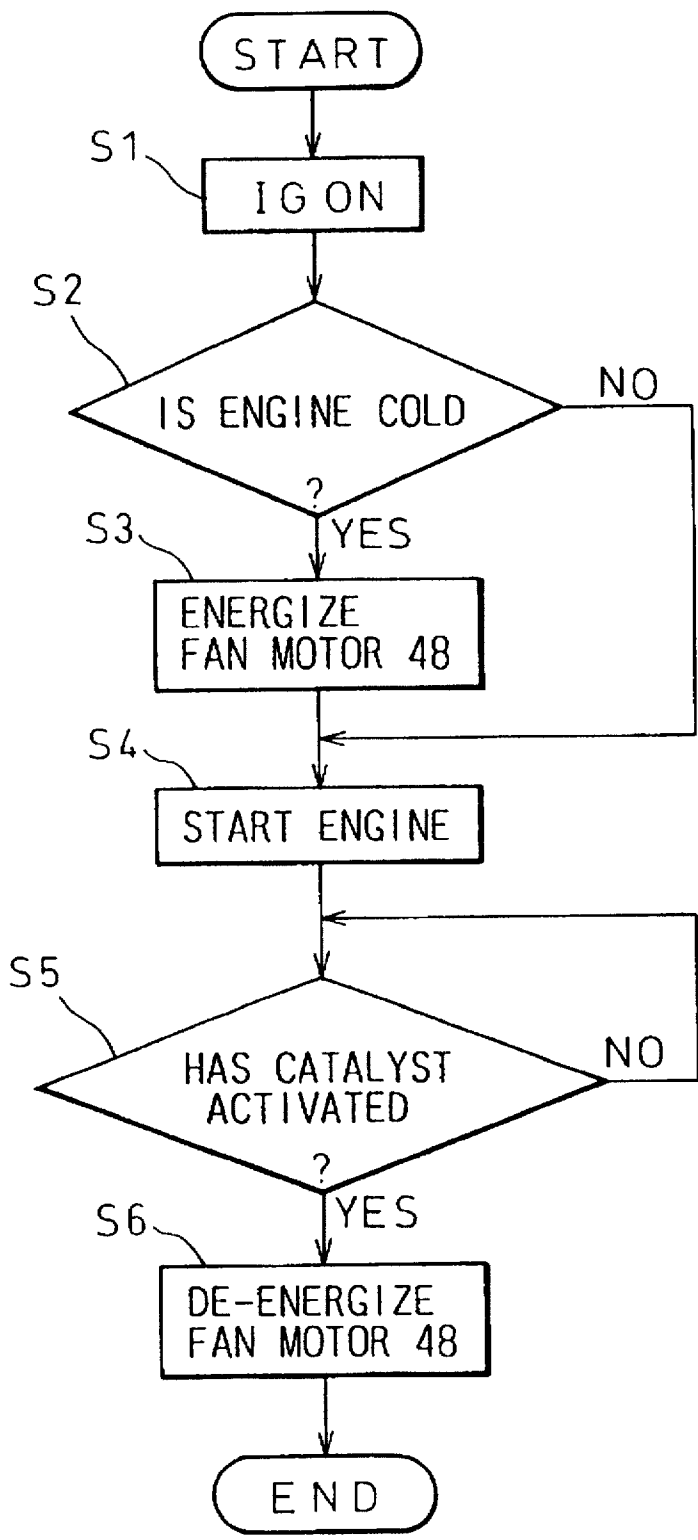 START
S1
IG ON
S2
IS ENGINE COLD
?
NO
YES
S3
ENERGIZE
FAN MOTOR 48
S4
START ENGINE
S5
HAS CATALYST
ACTIVATED
?
NO
YES
S6
DE-ENERGIZE
FAN MOTOR 48
END